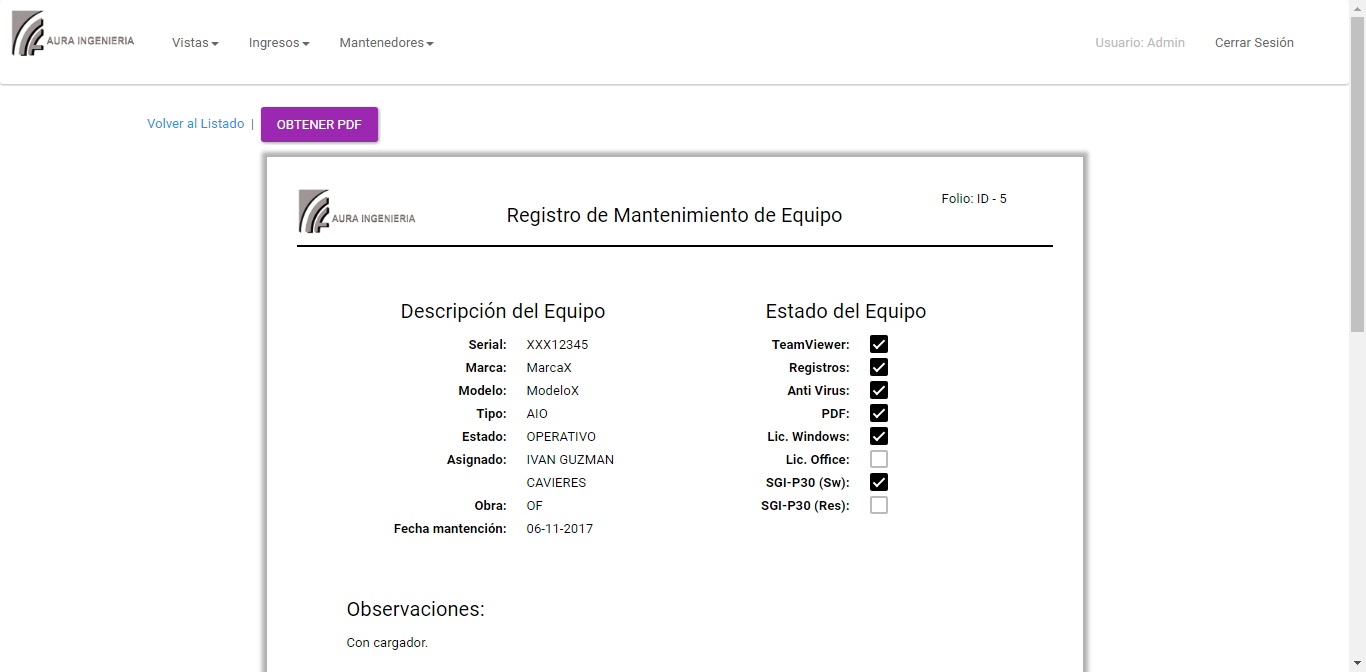 AURA INGENIERIA
Vistas Ingresos Mantenedores Usuario: Admin Cerrar Sesión
Volver al Listado | OBTENER PDF
AURA INGENIERIA
Registro de Mantenimiento de Equipo
Folio: ID - 5
Descripción del Equipo
Serial: XXX12345
Marca: MarcaX
Modelo: ModeloX
Tipo: AIO
Estado: OPERATIVO
Asignado: IVAN GUZMAN
CAVIERES
Obra: OF
Fecha mantención: 06-11-2017
Estado del Equipo
TeamViewer:
Registros:
Anti Virus:
PDF:
Lic. Windows:
Lic. Office:
SGI-P30 (Sw):
SGI-P30 (Res):
Observaciones:
Con cargador.